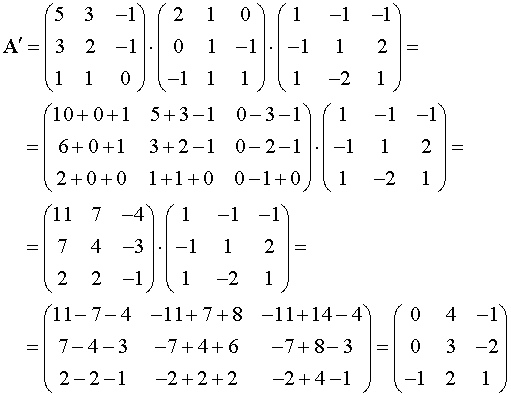 A′ = ( 5 3 −1 ; 3 2 −1 ; 1 1 0 ) · ( 2 1 0 ; 0 1 −1 ; −1 1 1 ) · ( 1 −1 −1 ; −1 1 2 ; 1 −2 1 ) =
= ( 10+0+1 5+3−1 0−3−1 ; 6+0+1 3+2−1 0−2−1 ; 2+0+0 1+1+0 0−1+0 ) · ( 1 −1 −1 ; −1 1 2 ; 1 −2 1 ) =
= ( 11 7 −4 ; 7 4 −3 ; 2 2 −1 ) · ( 1 −1 −1 ; −1 1 2 ; 1 −2 1 ) =
= ( 11−7−4 −11+7+8 −11+14−4 ; 7−4−3 −7+4+6 −7+8−3 ; 2−2−1 −2+2+2 −2+4−1 ) = ( 0 4 −1 ; 0 3 −2 ; −1 2 1 )